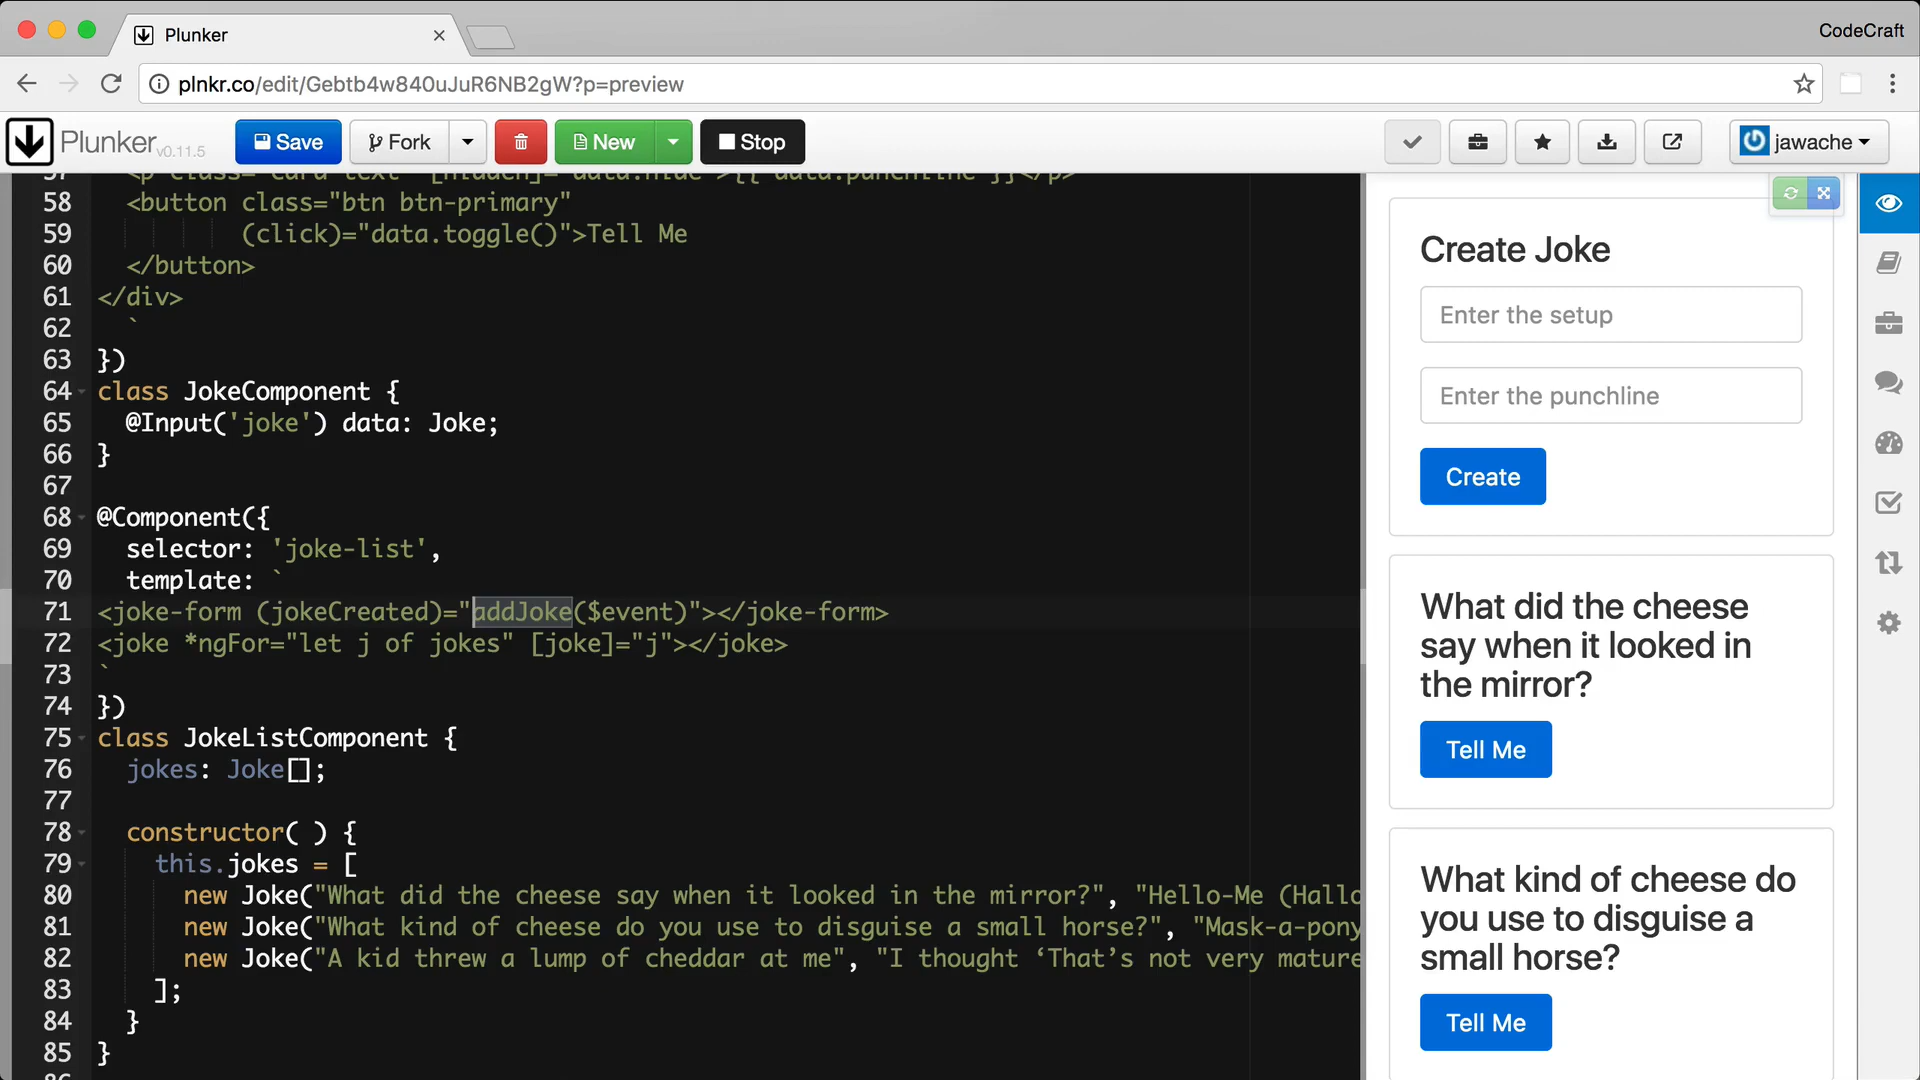 Plunker
CodeCraft
plnkr.co/edit/Gebtb4w840uJuR6NB2gW?p=preview
Plunker v0.11.5
Save
Fork
New
Stop
jawache
58 <button class="btn btn-primary"
59 (click)="data.toggle()">Tell Me
60 </button>
61 </div>
62 `
63 })
64 class JokeComponent {
65 @Input('joke') data: Joke;
66 }
67
68 @Component({
69 selector: 'joke-list',
70 template: `
71 <joke-form (jokeCreated)="addJoke($event)"></joke-form>
72 <joke *ngFor="let j of jokes" [joke]="j"></joke>
73 `
74 })
75 class JokeListComponent {
76 jokes: Joke[];
77
78 constructor( ) {
79 this.jokes = [
80 new Joke("What did the cheese say when it looked in the mirror?", "Hello-Me (Hallo
81 new Joke("What kind of cheese do you use to disguise a small horse?", "Mask-a-pony
82 new Joke("A kid threw a lump of cheddar at me", "I thought ‘That’s not very mature
83 ];
84 }
85 }
Create Joke
Enter the setup
Enter the punchline
Create
What did the cheese
say when it looked in
the mirror?
Tell Me
What kind of cheese do
you use to disguise a
small horse?
Tell Me